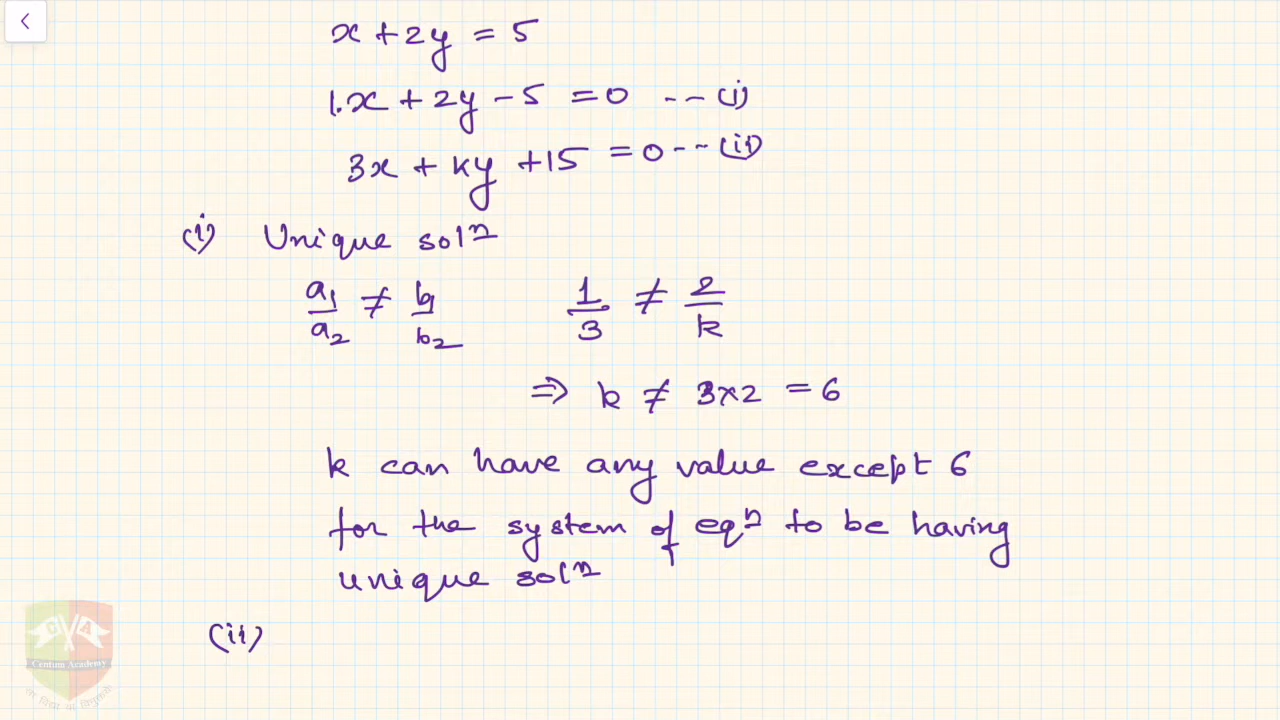 x + 2y = 5
1.x + 2y - 5 = 0 -- (i)
3x + ky + 15 = 0 -- (ii)
(i) Unique solⁿ
a₁/a₂ ≠ b₁/b₂ 1/3 ≠ 2/k
⇒ k ≠ 3×2 = 6
k can have any value except 6
for the system of eqⁿ to be having
unique solⁿ
(ii)
C A
Centum Academy